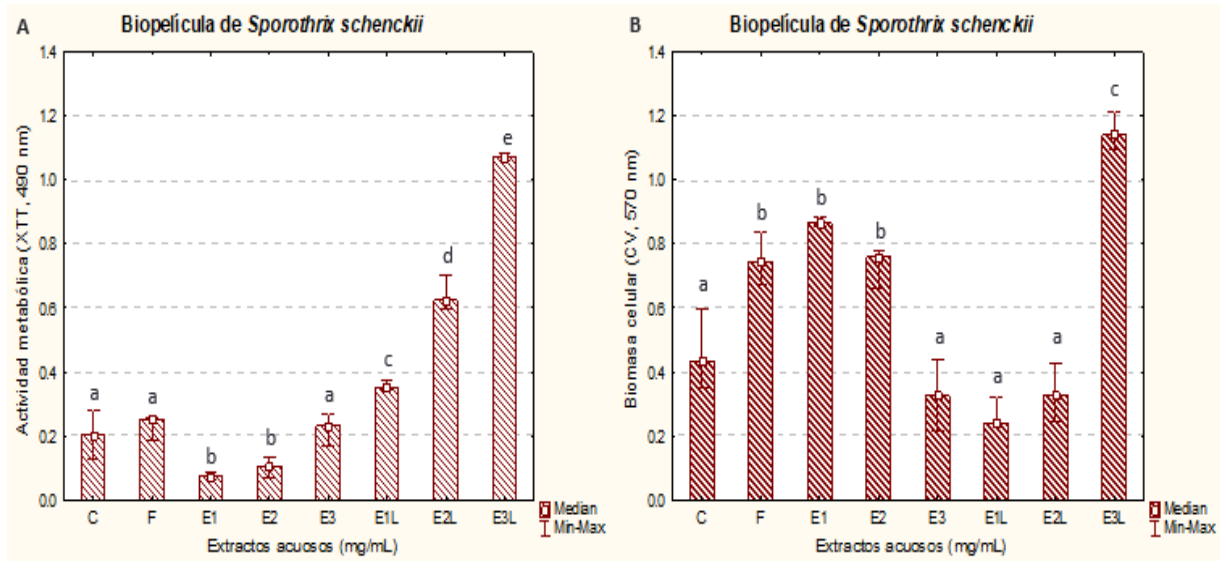 A
Biopelícula de Sporothrix schenckii
Actividad metabólica (XTT, 490 nm)
1.4
1.2
1.0
0.8
0.6
0.4
0.2
0.0
a
a
b
b
a
c
d
e
C F E1 E2 E3 E1L E2L E3L
Extractos acuosos (mg/mL)
Median
Min-Max
B
Biopelícula de Sporothrix schenckii
Biomasa celular (CV, 570 nm)
1.4
1.2
1.0
0.8
0.6
0.4
0.2
0.0
a
b
b
b
a
a
a
c
C F E1 E2 E3 E1L E2L E3L
Extractos acuosos (mg/mL)
Median
Min-Max